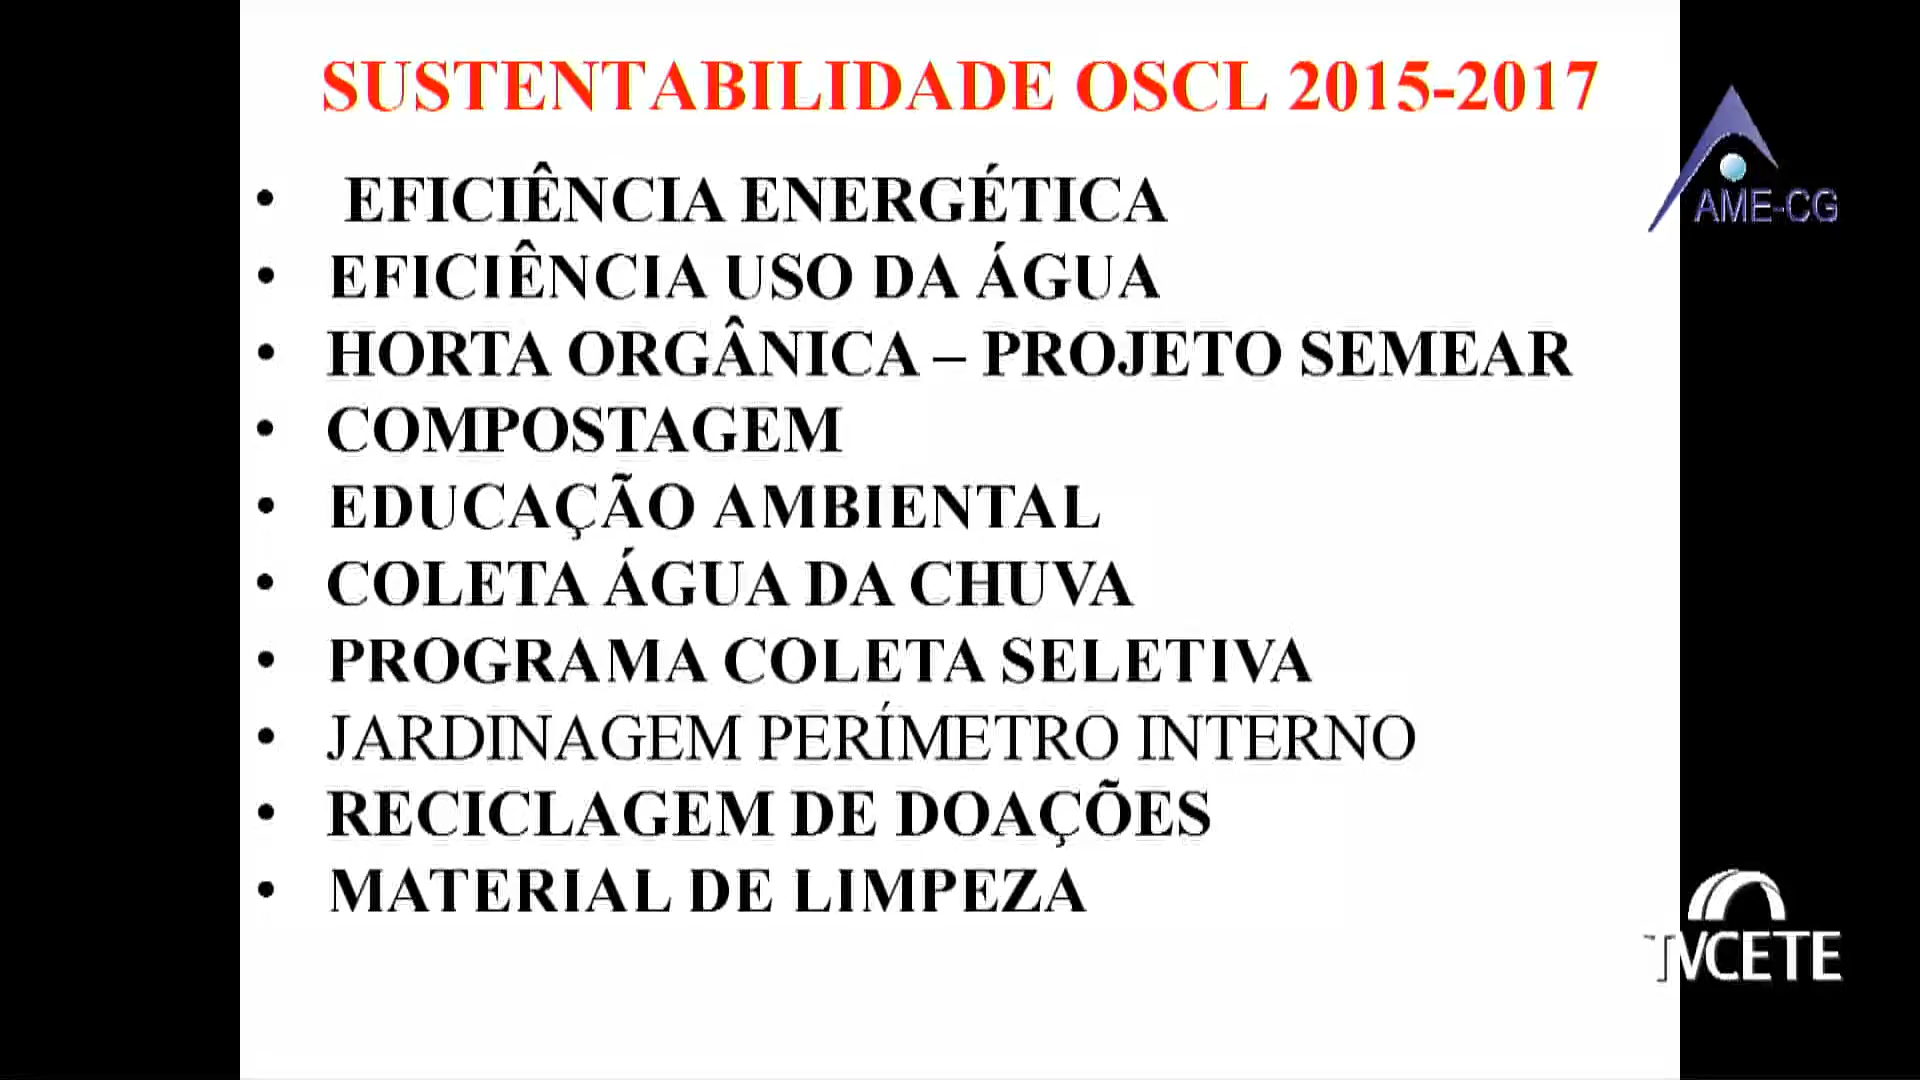 SUSTENTABILIDADE OSCL 2015-2017
• EFICIÊNCIA ENERGÉTICA
• EFICIÊNCIA USO DA ÁGUA
• HORTA ORGÂNICA – PROJETO SEMEAR
• COMPOSTAGEM
• EDUCAÇÃO AMBIENTAL
• COLETA ÁGUA DA CHUVA
• PROGRAMA COLETA SELETIVA
• JARDINAGEM PERÍMETRO INTERNO
• RECICLAGEM DE DOAÇÕES
• MATERIAL DE LIMPEZA
AME-CG
TVCETE